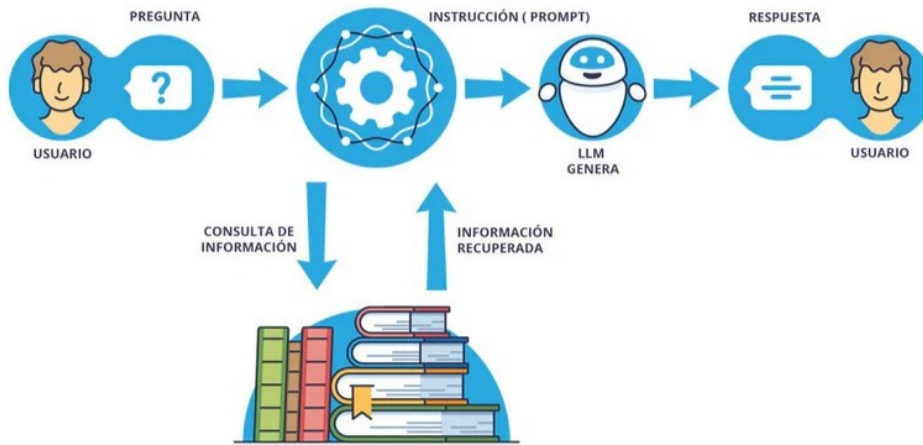 PREGUNTA
INSTRUCCIÓN ( PROMPT)
RESPUESTA
?
USUARIO
LLM
GENERA
USUARIO
CONSULTA DE
INFORMACIÓN
INFORMACIÓN
RECUPERADA